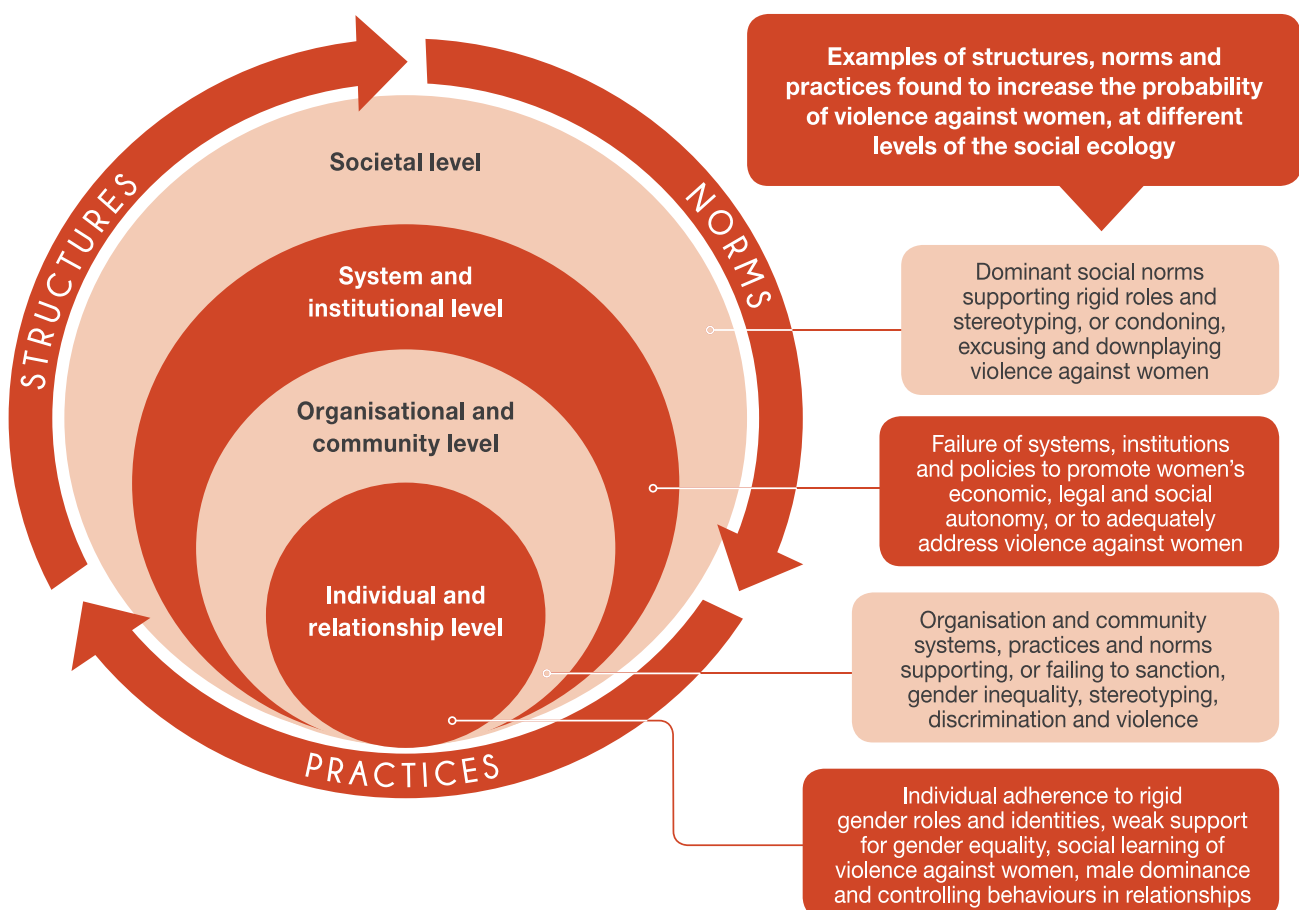 Examples of structures, norms and
practices found to increase the probability
of violence against women, at different
levels of the social ecology
STRUCTURES
NORMS
PRACTICES
Societal level
System and
institutional level
Organisational and
community level
Individual and
relationship level
Dominant social norms
supporting rigid roles and
stereotyping, or condoning,
excusing and downplaying
violence against women
Failure of systems, institutions
and policies to promote women’s
economic, legal and social
autonomy, or to adequately
address violence against women
Organisation and community
systems, practices and norms
supporting, or failing to sanction,
gender inequality, stereotyping,
discrimination and violence
Individual adherence to rigid
gender roles and identities, weak support
for gender equality, social learning of
violence against women, male dominance
and controlling behaviours in relationships